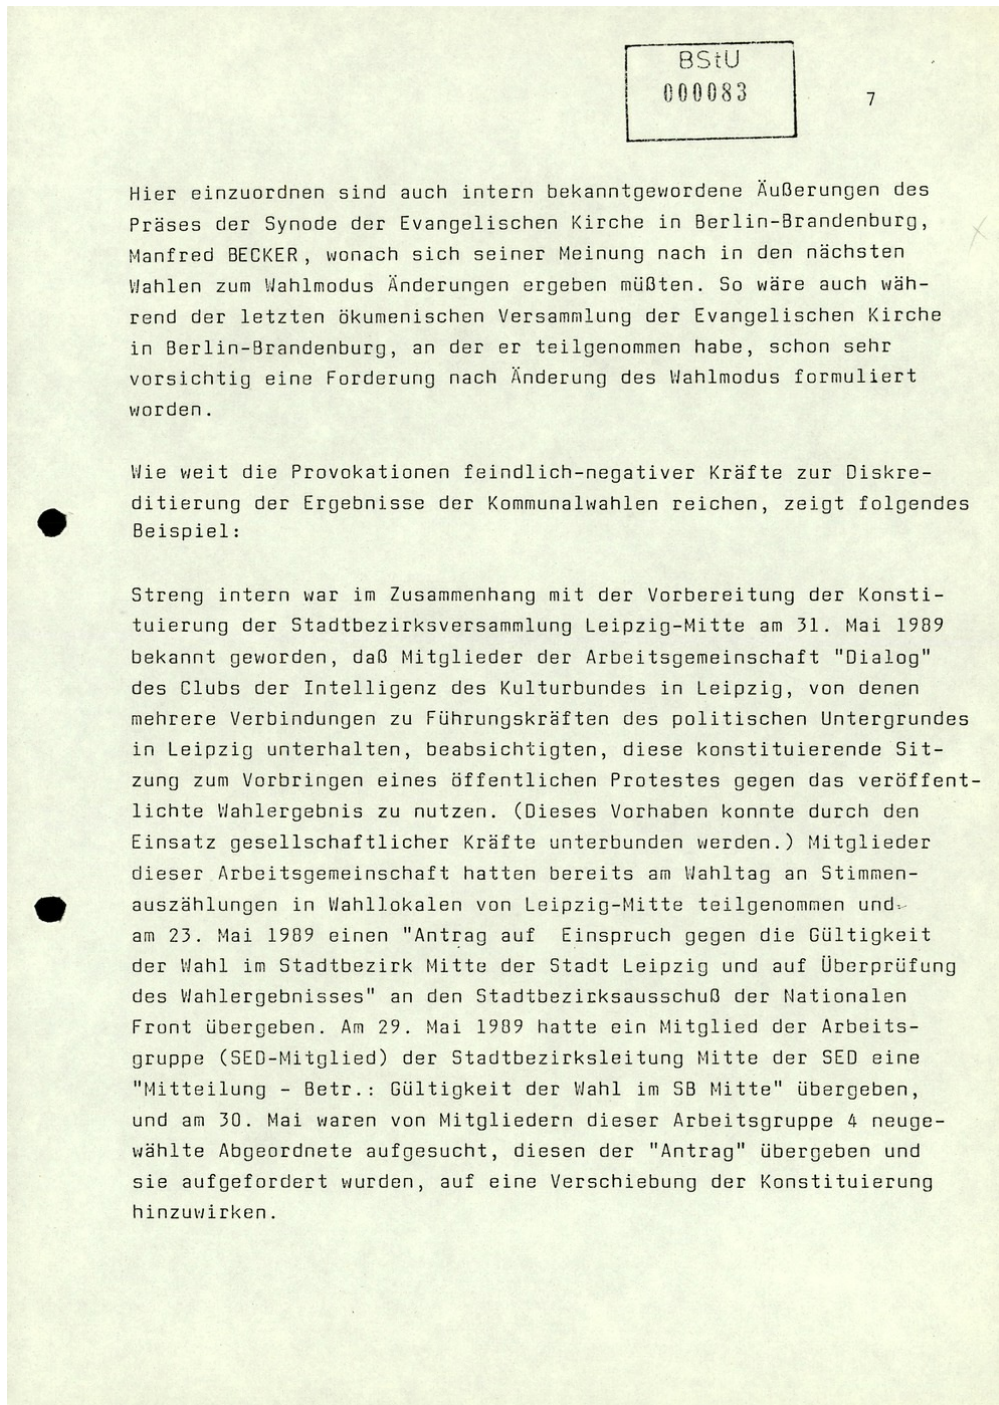 BStU
000083
7
Hier einzuordnen sind auch intern bekanntgewordene Äußerungen des
Präses der Synode der Evangelischen Kirche in Berlin-Brandenburg,
Manfred BECKER, wonach sich seiner Meinung nach in den nächsten
Wahlen zum Wahlmodus Änderungen ergeben müßten. So wäre auch wäh-
rend der letzten ökumenischen Versammlung der Evangelischen Kirche
in Berlin-Brandenburg, an der er teilgenommen habe, schon sehr
vorsichtig eine Forderung nach Änderung des Wahlmodus formuliert
worden.
Wie weit die Provokationen feindlich-negativer Kräfte zur Diskre-
ditierung der Ergebnisse der Kommunalwahlen reichen, zeigt folgendes
Beispiel:
Streng intern war im Zusammenhang mit der Vorbereitung der Konsti-
tuierung der Stadtbezirksversammlung Leipzig-Mitte am 31. Mai 1989
bekannt geworden, daß Mitglieder der Arbeitsgemeinschaft "Dialog"
des Clubs der Intelligenz des Kulturbundes in Leipzig, von denen
mehrere Verbindungen zu Führungskräften des politischen Untergrundes
in Leipzig unterhalten, beabsichtigten, diese konstituierende Sit-
zung zum Vorbringen eines öffentlichen Protestes gegen das veröffent-
lichte Wahlergebnis zu nutzen. (Dieses Vorhaben konnte durch den
Einsatz gesellschaftlicher Kräfte unterbunden werden.) Mitglieder
dieser Arbeitsgemeinschaft hatten bereits am Wahltag an Stimmen-
auszählungen in Wahllokalen von Leipzig-Mitte teilgenommen und
am 23. Mai 1989 einen "Antrag auf Einspruch gegen die Gültigkeit
der Wahl im Stadtbezirk Mitte der Stadt Leipzig und auf Überprüfung
des Wahlergebnisses" an den Stadtbezirksausschuß der Nationalen
Front übergeben. Am 29. Mai 1989 hatte ein Mitglied der Arbeits-
gruppe (SED-Mitglied) der Stadtbezirksleitung Mitte der SED eine
"Mitteilung - Betr.: Gültigkeit der Wahl im SB Mitte" übergeben,
und am 30. Mai waren von Mitgliedern dieser Arbeitsgruppe 4 neuge-
wählte Abgeordnete aufgesucht, diesen der "Antrag" übergeben und
sie aufgefordert wurden, auf eine Verschiebung der Konstituierung
hinzuwirken.